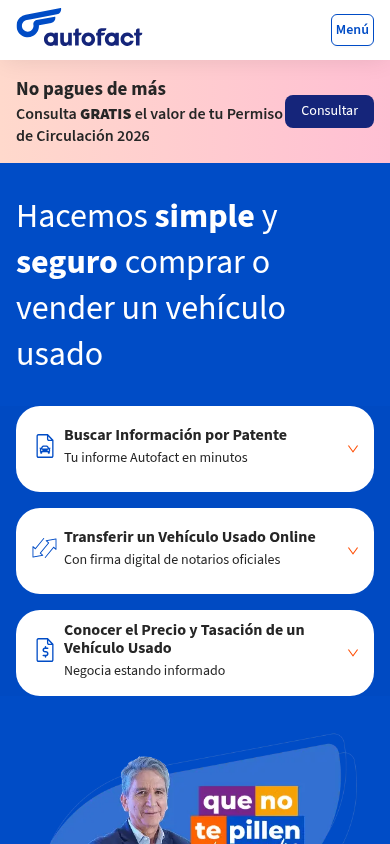 autofact
Menú
No pagues de más
Consulta GRATIS el valor de tu Permiso
de Circulación 2026
Consultar
Hacemos simple y
seguro comprar o
vender un vehículo
usado
Buscar Información por Patente
Tu informe Autofact en minutos
Transferir un Vehículo Usado Online
Con firma digital de notarios oficiales
Conocer el Precio y Tasación de un
Vehículo Usado
Negocia estando informado
que no
te pillen